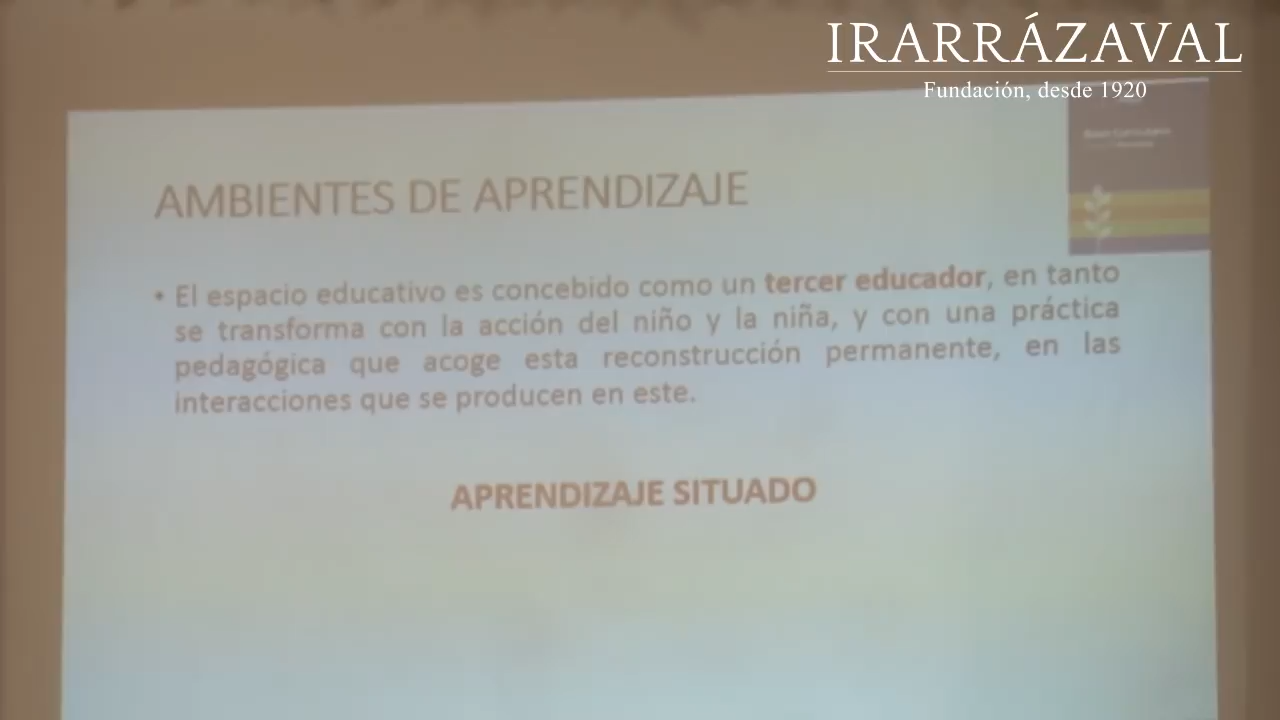 IRARRÁZAVAL
Fundación, desde 1920
AMBIENTES DE APRENDIZAJE
• El espacio educativo es concebido como un tercer educador, en tanto
se transforma con la acción del niño y la niña, y con una práctica
pedagógica que acoge esta reconstrucción permanente, en las
interacciones que se producen en este.
APRENDIZAJE SITUADO